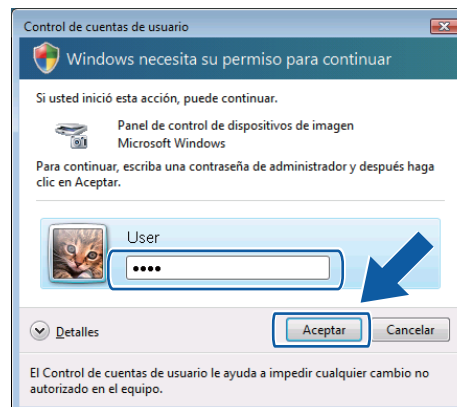 Control de cuentas de usuario
Windows necesita su permiso para continuar
Si usted inició esta acción, puede continuar.
Panel de control de dispositivos de imagen
Microsoft Windows
Para continuar, escriba una contraseña de administrador y después haga
clic en Aceptar.
User
••••
Detalles
Aceptar
Cancelar
El Control de cuentas de usuario le ayuda a impedir cualquier cambio no
autorizado en el equipo.